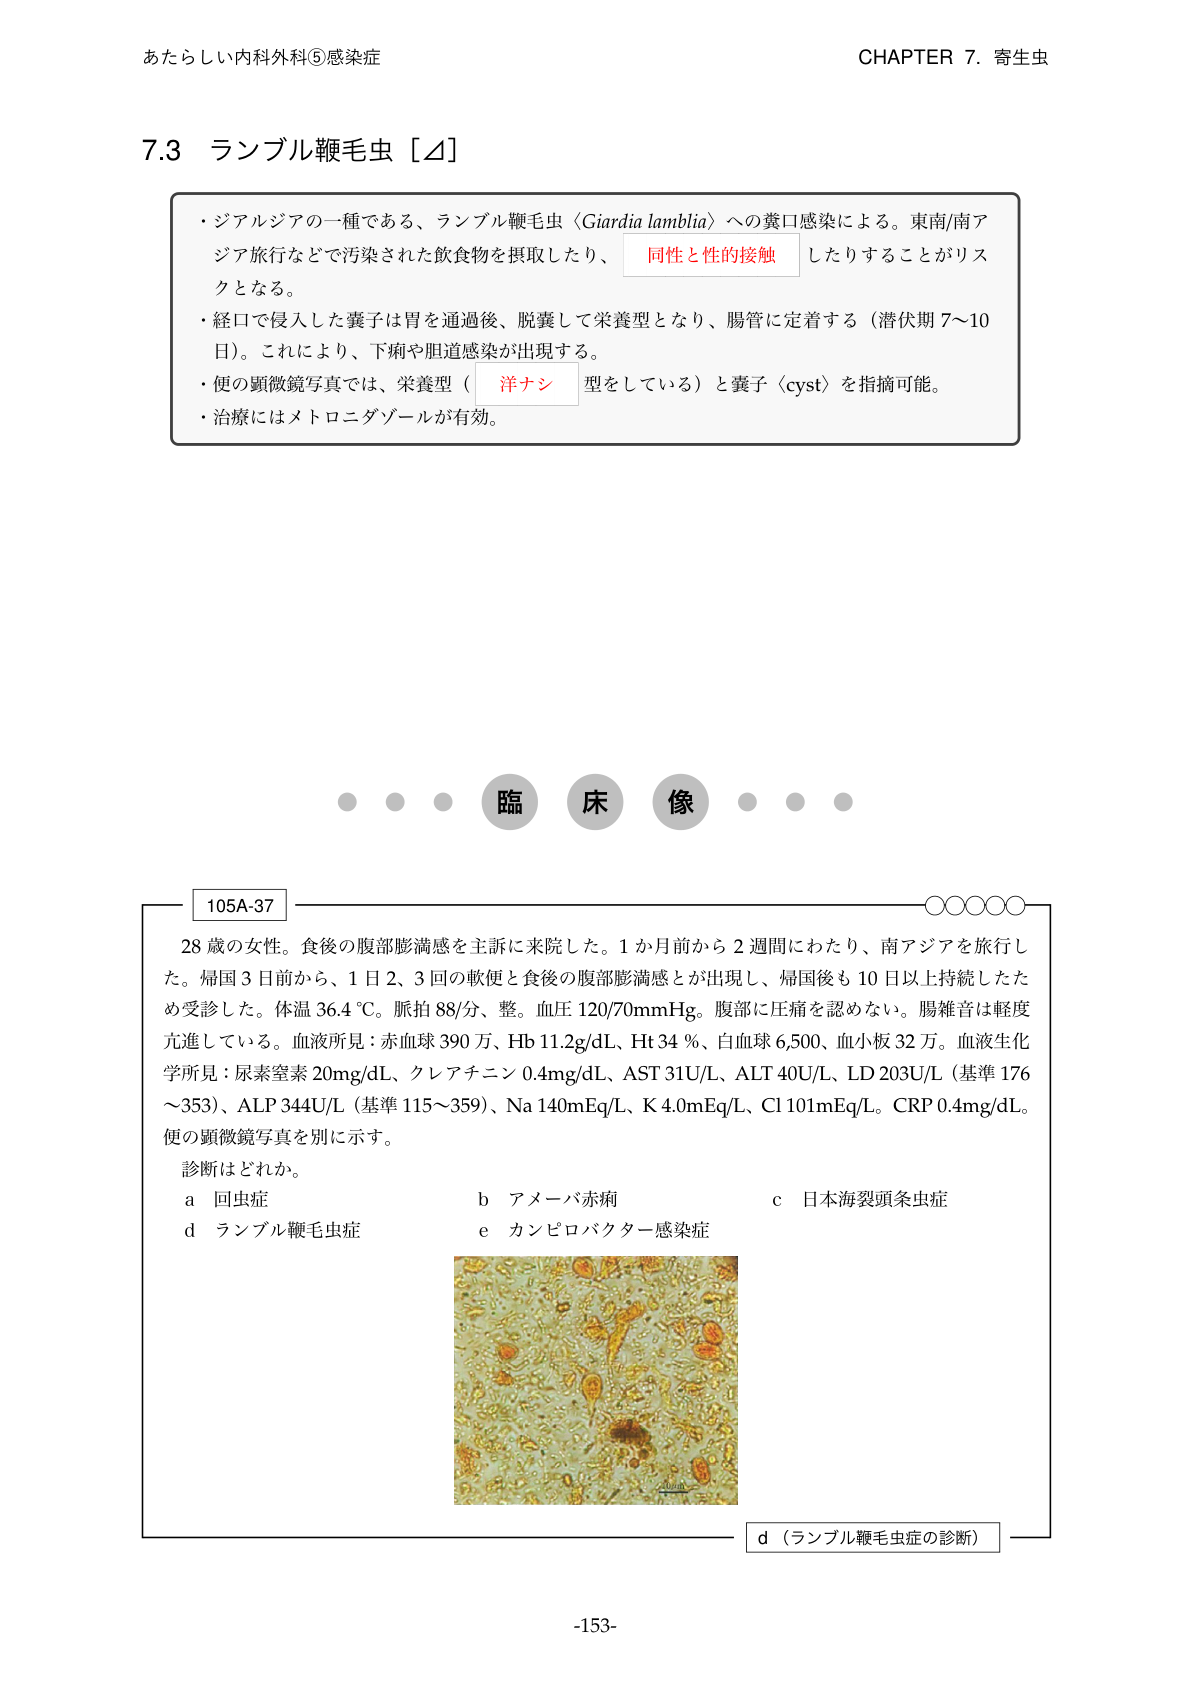 あたらしい内科外科⑤感染症
CHAPTER 7. 寄生虫
7.3 ランブル鞭毛虫［⊿］
・ジアルジアの一種である、ランブル鞭毛虫〈Giardia lamblia〉への糞口感染による。東南/南ア
ジア旅行などで汚染された飲食物を摂取したり、 同性と性的接触 したりすることがリス
クとなる。
・経口で侵入した嚢子は胃を通過後、脱嚢して栄養型となり、腸管に定着する（潜伏期 7〜10
日）。これにより、下痢や胆道感染が出現する。
・便の顕微鏡写真では、栄養型（ 洋ナシ 型をしている）と嚢子〈cyst〉を指摘可能。
・治療にはメトロニダゾールが有効。
臨 床 像
105A-37
28 歳の女性。食後の腹部膨満感を主訴に来院した。1 か月前から 2 週間にわたり、南アジアを旅行し
た。帰国 3 日前から、1 日 2、3 回の軟便と食後の腹部膨満感とが出現し、帰国後も 10 日以上持続したた
め受診した。体温 36.4 ℃。脈拍 88/分、整。血圧 120/70mmHg。腹部に圧痛を認めない。腸雑音は軽度
亢進している。血液所見：赤血球 390 万、Hb 11.2g/dL、Ht 34 %、白血球 6,500、血小板 32 万。血液生化
学所見：尿素窒素 20mg/dL、クレアチニン 0.4mg/dL、AST 31U/L、ALT 40U/L、LD 203U/L（基準 176
〜353）、ALP 344U/L（基準 115〜359）、Na 140mEq/L、K 4.0mEq/L、Cl 101mEq/L。CRP 0.4mg/dL。
便の顕微鏡写真を別に示す。
診断はどれか。
a 回虫症 b アメーバ赤痢 c 日本海裂頭条虫症
d ランブル鞭毛虫症 e カンピロバクター感染症
d （ランブル鞭毛虫症の診断）
-153-